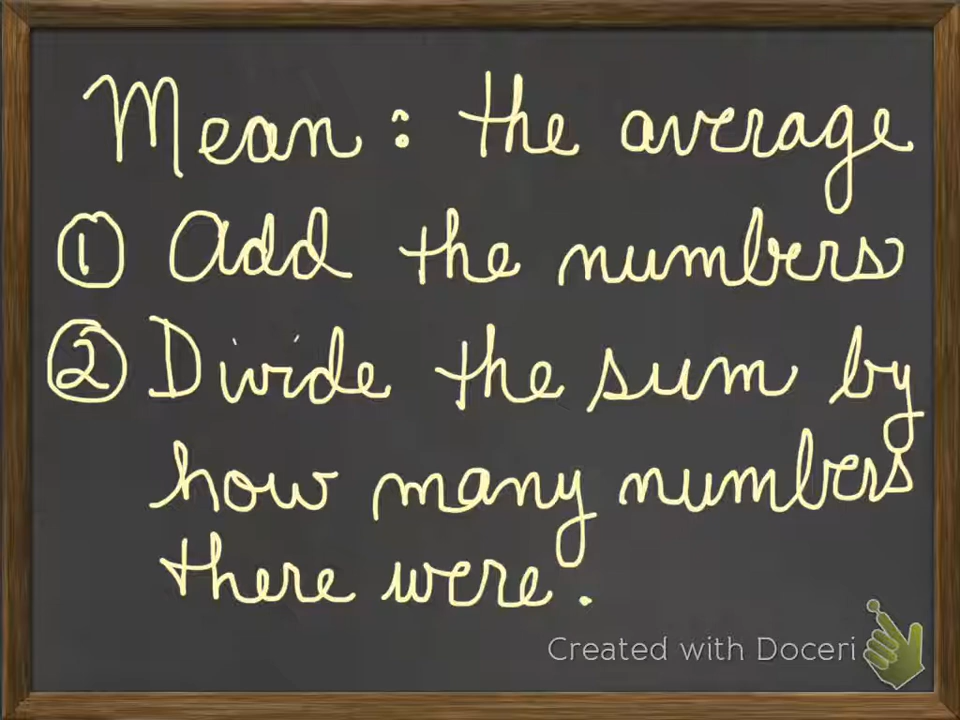 Mean: the average
① Add the numbers
② Divide the sum by
how many numbers
there were.
Created with Doceri